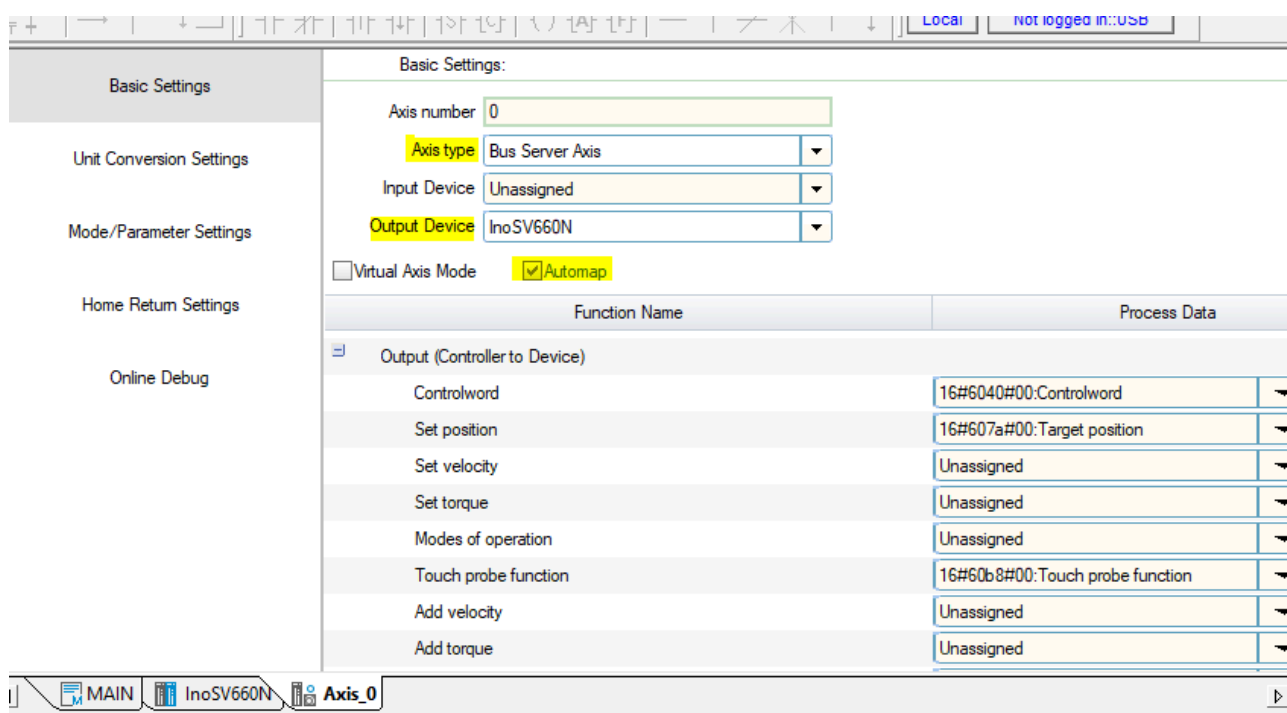 Local Not logged in::USB
Basic Settings
Unit Conversion Settings
Mode/Parameter Settings
Home Return Settings
Online Debug
Basic Settings:
Axis number 0
Axis type Bus Server Axis
Input Device Unassigned
Output Device InoSV660N
Virtual Axis Mode Automap
Function Name Process Data
Output (Controller to Device)
Controlword 16#6040#00:Controlword
Set position 16#607a#00:Target position
Set velocity Unassigned
Set torque Unassigned
Modes of operation Unassigned
Touch probe function 16#60b8#00:Touch probe function
Add velocity Unassigned
Add torque Unassigned
MAIN InoSV660N Axis_0